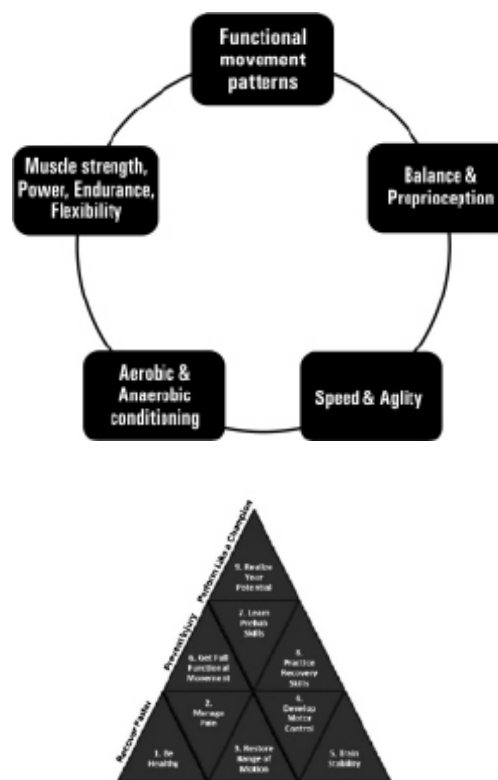 Functional
movement
patterns
Muscle strength,
Power, Endurance,
Flexibility
Balance &
Proprioception
Aerobic &
Anaerobic
conditioning
Speed & Aglity
Perform Like a Champion
Prevent Injury
Recover Faster
9. Realize
Your
Potential
7. Learn
Prehab
Skills
6. Get Full
Functional
Movement
8.
Practice
Recovery
Skills
2.
Manage
Pain
4.
Develop
Motor
Control
1. Be
Healthy
3. Restore
Range of
Motion
5. Train
Stability